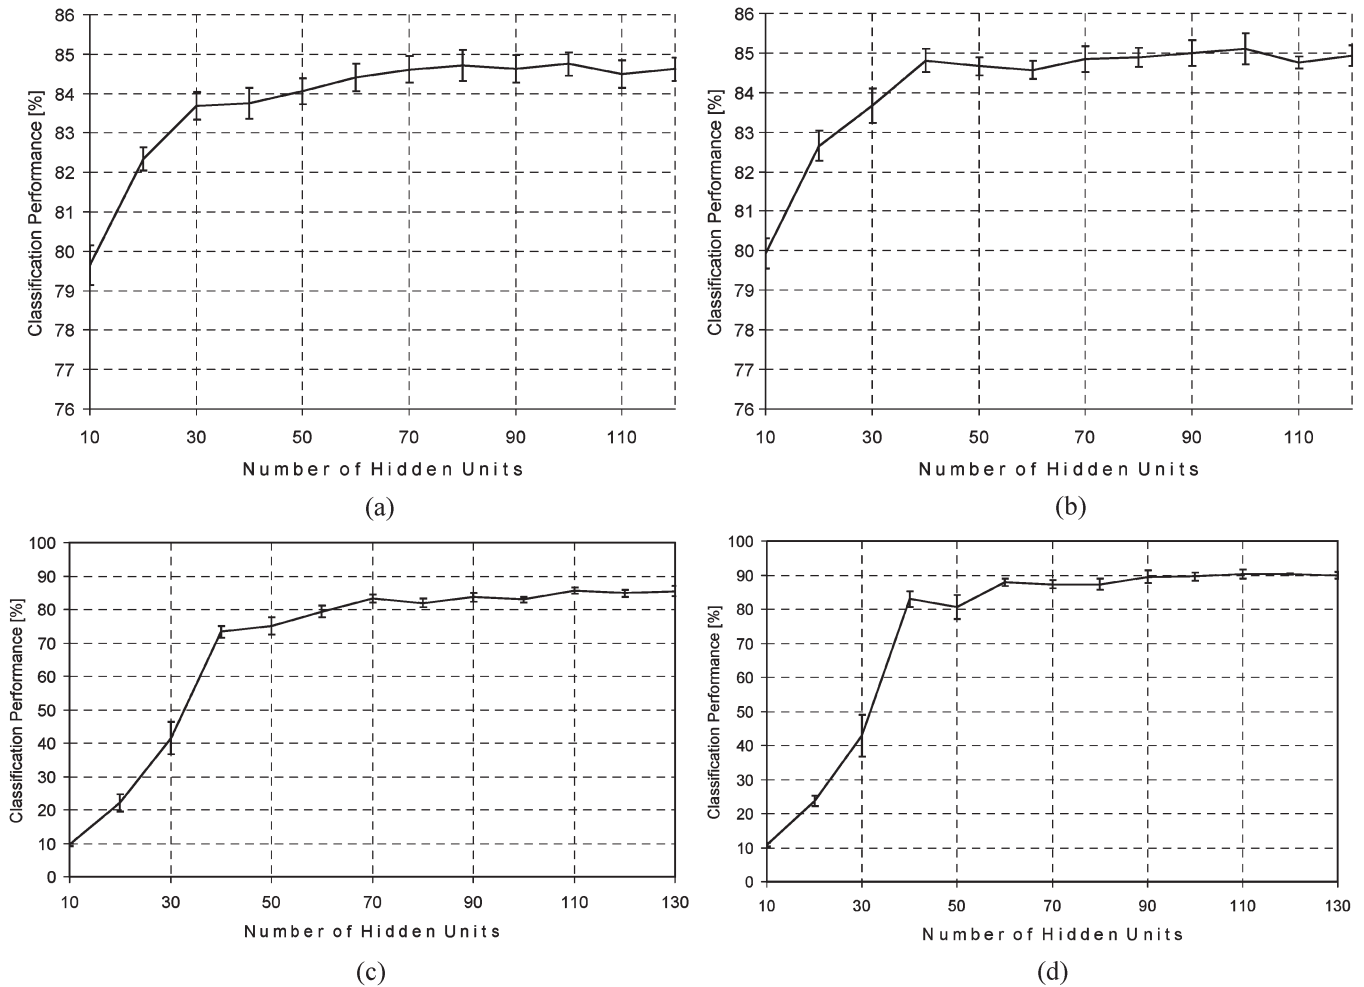 86
85
84
83
82
81
80
79
78
77
76
Classification Performance [%]
10 30 50 70 90 110
Number of Hidden Units
(a)
86
85
84
83
82
81
80
79
78
77
76
Classification Performance [%]
10 30 50 70 90 110
Number of Hidden Units
(b)
100
90
80
70
60
50
40
30
20
10
0
Classification Performance [%]
10 30 50 70 90 110 130
Number of Hidden Units
(c)
100
90
80
70
60
50
40
30
20
10
0
Classification Performance [%]
10 30 50 70 90 110 130
Number of Hidden Units
(d)